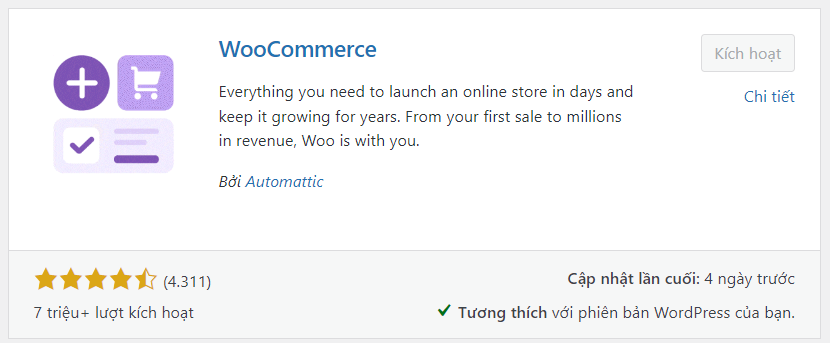 WooCommerce
Kích hoạt
Chi tiết
Everything you need to launch an online store in days and
keep it growing for years. From your first sale to millions
in revenue, Woo is with you.
Bởi Automattic
(4.311)
7 triệu+ lượt kích hoạt
Cập nhật lần cuối: 4 ngày trước
Tương thích với phiên bản WordPress của bạn.